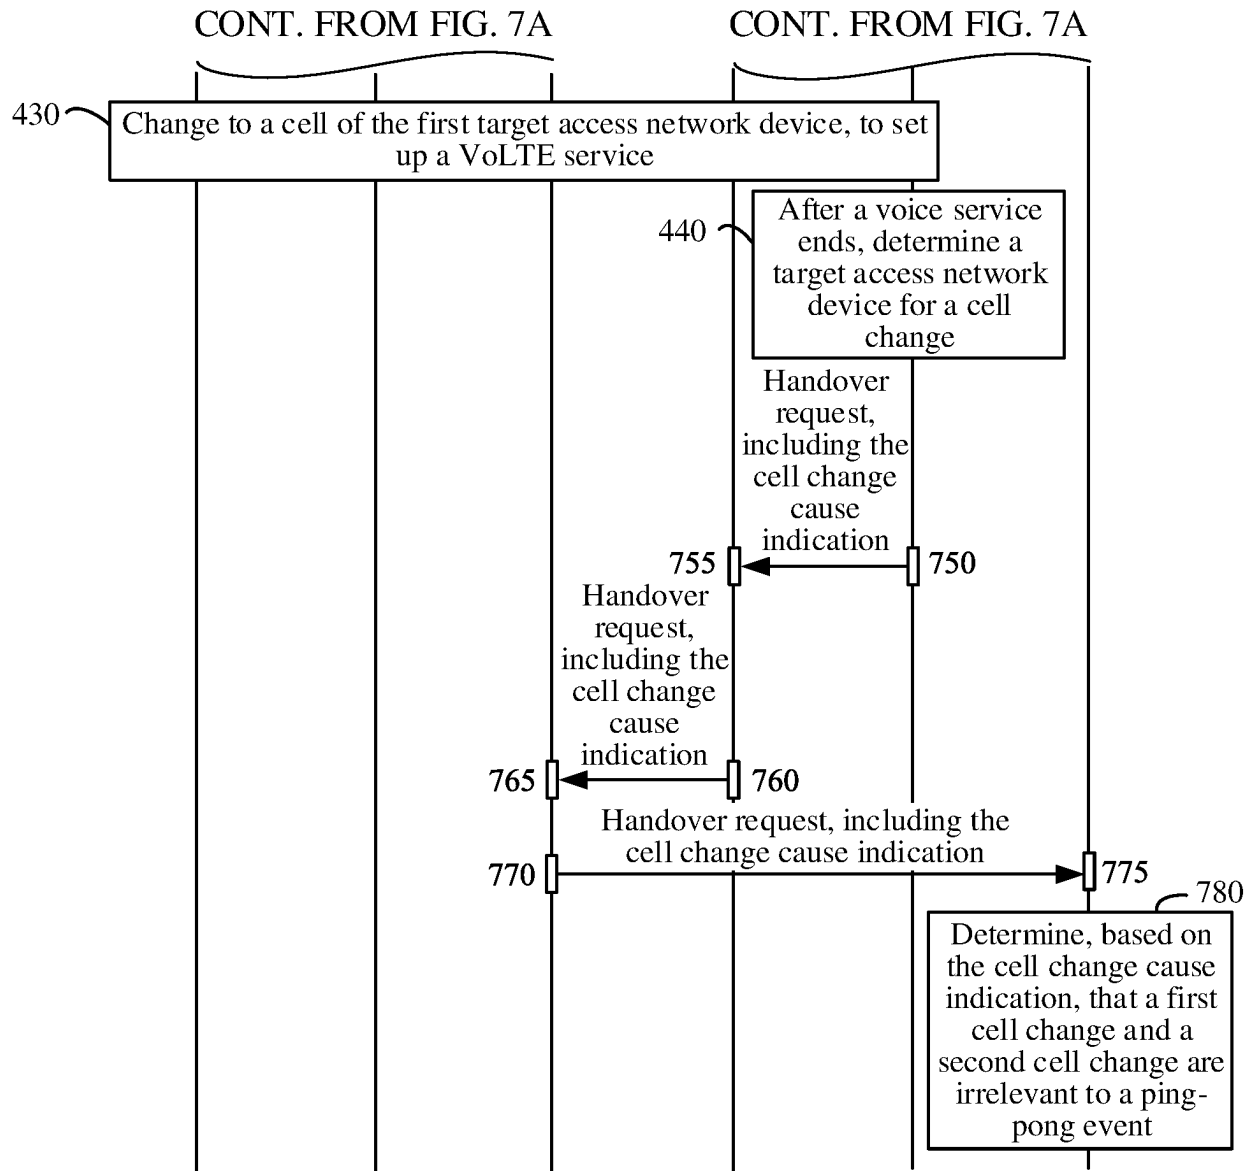 CONT. FROM FIG. 7A
CONT. FROM FIG. 7A
430
Change to a cell of the first target access network device, to set
up a VoLTE service
440
After a voice service
ends, determine a
target access network
device for a cell
change
Handover
request,
including the
cell change
cause
indication
755
750
Handover
request,
including the
cell change
cause
indication
765
760
Handover request, including the
cell change cause indication
770
775
780
Determine, based on
the cell change cause
indication, that a first
cell change and a
second cell change are
irrelevant to a ping-
pong event